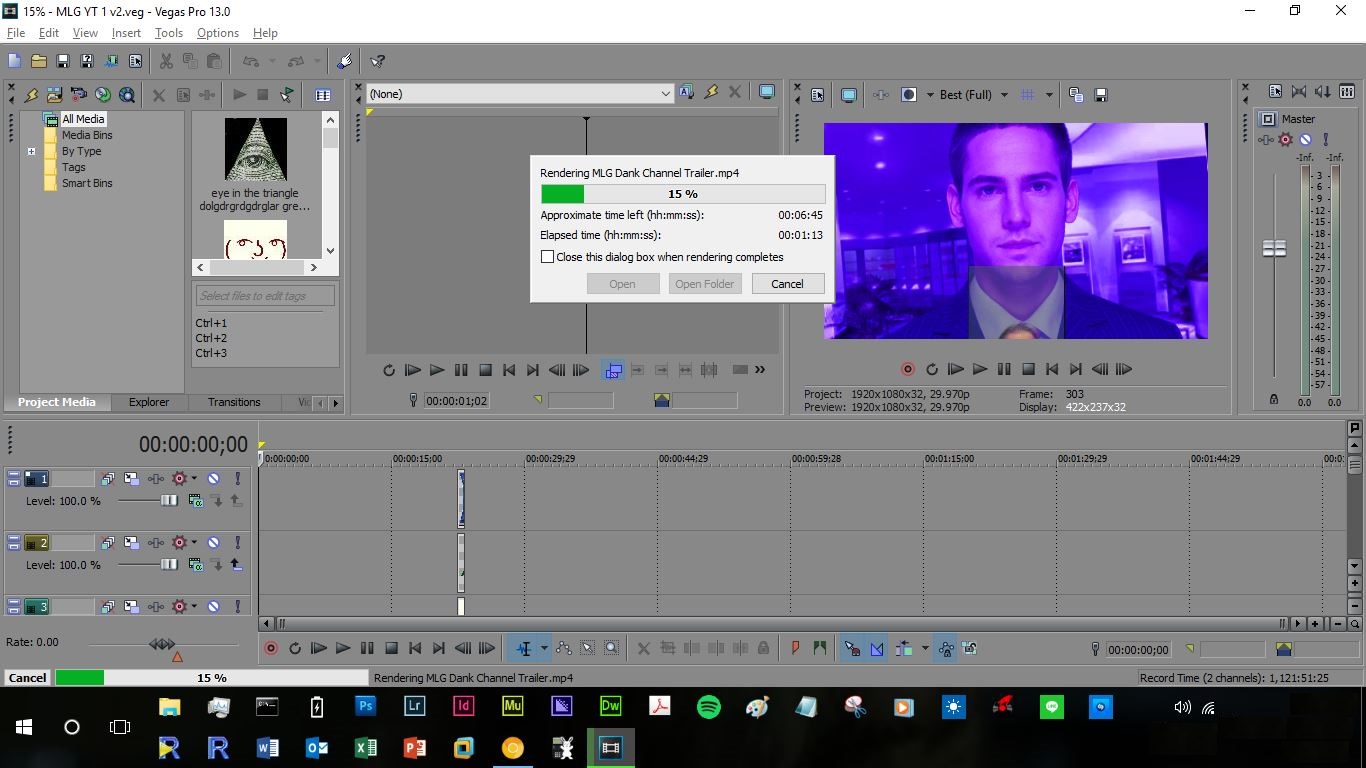 15% - MLG YT 1 v2.veg - Vegas Pro 13.0
File Edit View Insert Tools Options Help
(None)
Best (Full)
All Media
Media Bins
By Type
Tags
Smart Bins
eye in the triangle
dolgdrgrdgdrglar gre...
Select files to edit tags
Ctrl+1
Ctrl+2
Ctrl+3
Project Media Explorer Transitions
Rendering MLG Dank Channel Trailer.mp4
15 %
Approximate time left (hh:mm:ss): 00:06:45
Elapsed time (hh:mm:ss): 00:01:13
Close this dialog box when rendering completes
Open Open Folder Cancel
00:00:01;02
Project: 1920x1080x32, 29.970p Frame: 303
Preview: 1920x1080x32, 29.970p Display: 422x237x32
Master
-Inf. -Inf.
- 3 -
- 6 -
- 9 -
- 12 -
- 15 -
- 18 -
- 21 -
- 24 -
- 27 -
- 30 -
- 33 -
- 36 -
- 39 -
- 42 -
- 45 -
- 48 -
- 51 -
- 54 -
- 57 -
0.0 0.0
00:00:00;00
0:00:00;00 00:00:15;00 00:00:29;29 00:00:44;29 00:00:59;28 00:01:15;00 00:01:29;29 00:01:44;29
1
Level: 100.0 %
2
Level: 100.0 %
3
Rate: 0.00
00:00:00;00
Cancel 15 % Rendering MLG Dank Channel Trailer.mp4 Record Time (2 channels): 1,121:51:25
Ps Lr Id Mu Dw LINE
R R